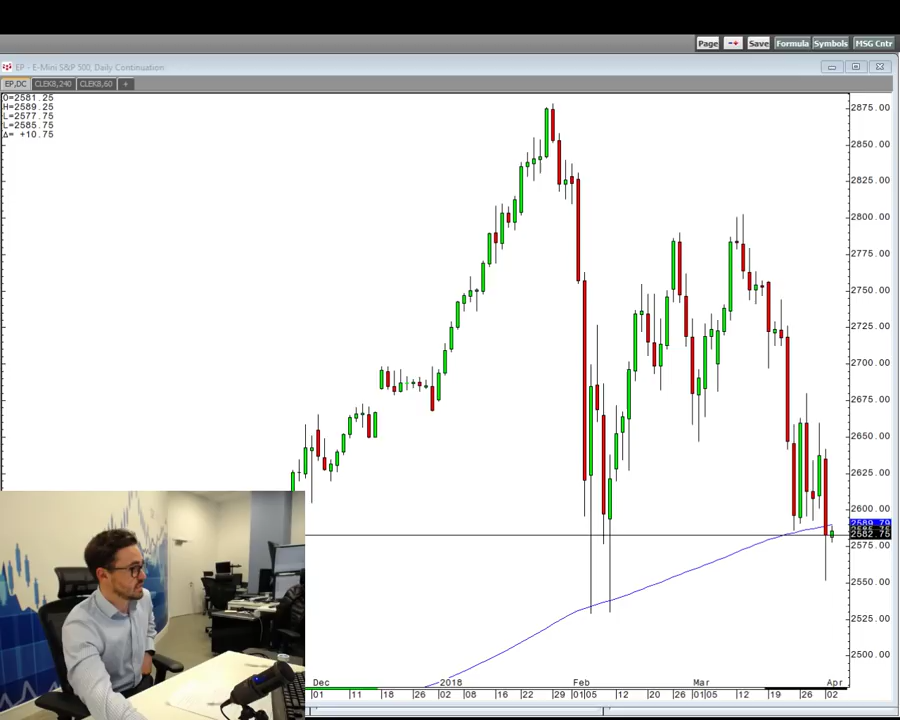 Page Save Formula Symbols MSG Cntr
EP - E-Mini S&P 500, Daily Continuation
EP,DC CLEK8,240 CLEK8,60 +
O=2581.25
H=2589.25
L=2577.75
L=2585.75
Δ= +10.75
2875.00
2850.00
2825.00
2800.00
2775.00
2750.00
2725.00
2700.00
2675.00
2650.00
2625.00
2600.00
2589.79
2582.75
2575.00
2550.00
2525.00
2500.00
Dec 2018 Feb Mar Apr
01 11 18 26 02 08 16 22 29 01 05 12 20 26 01 05 12 19 26 02